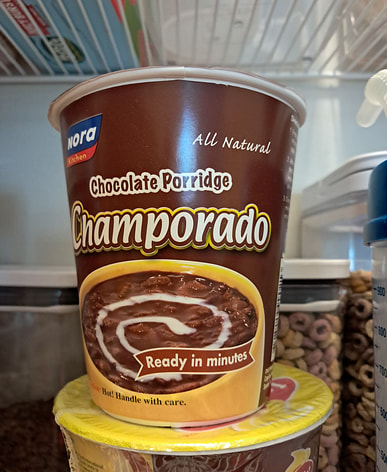 NORA
Kitchen
All Natural
Chocolate Porridge
Champorado
Ready in minutes
Hot! Handle with care.